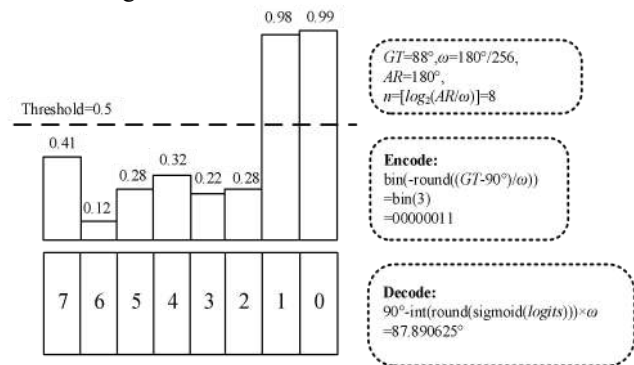 0.98 0.99
Threshold=0.5
0.41
0.12
0.28
0.32
0.22
0.28
7 6 5 4 3 2 1 0
GT=88°,ω=180°/256,
AR=180°,
n=[log₂(AR/ω)]=8
Encode:
bin(-round((GT-90°)/ω))
=bin(3)
=00000011
Decode:
90°-int(round(sigmoid(logits)))×ω
=87.890625°